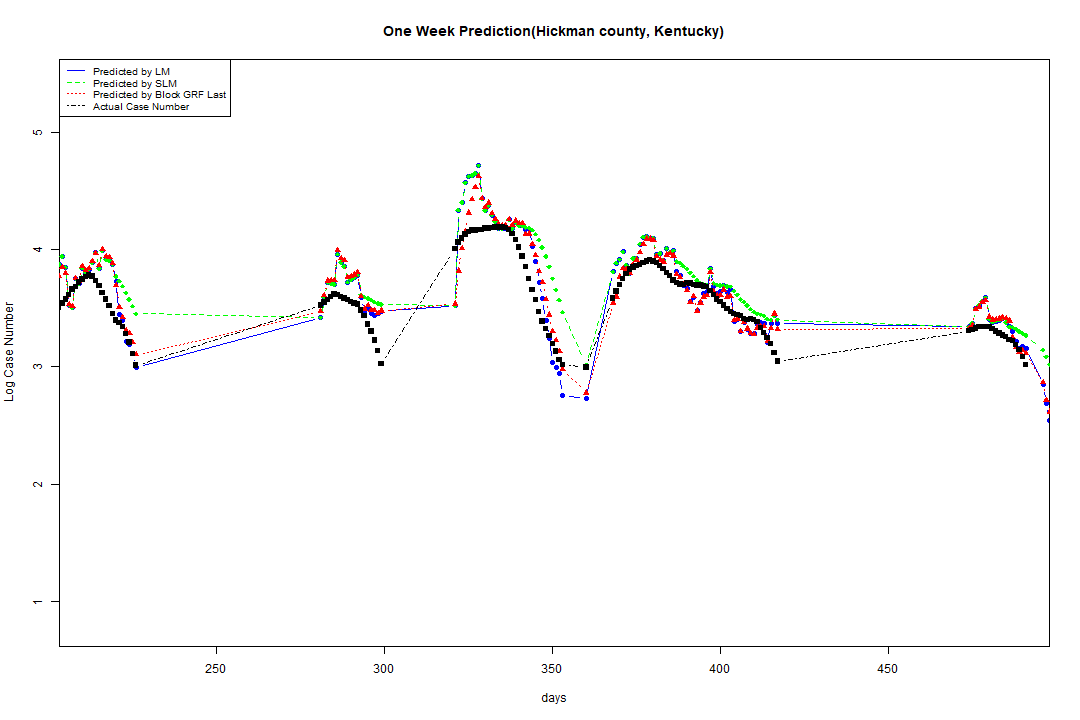 One Week Prediction(Hickman county, Kentucky)
Predicted by LM
Predicted by SLM
Predicted by Block GRF Last
Actual Case Number
5
4
3
2
1
Log Case Number
250 300 350 400 450
days